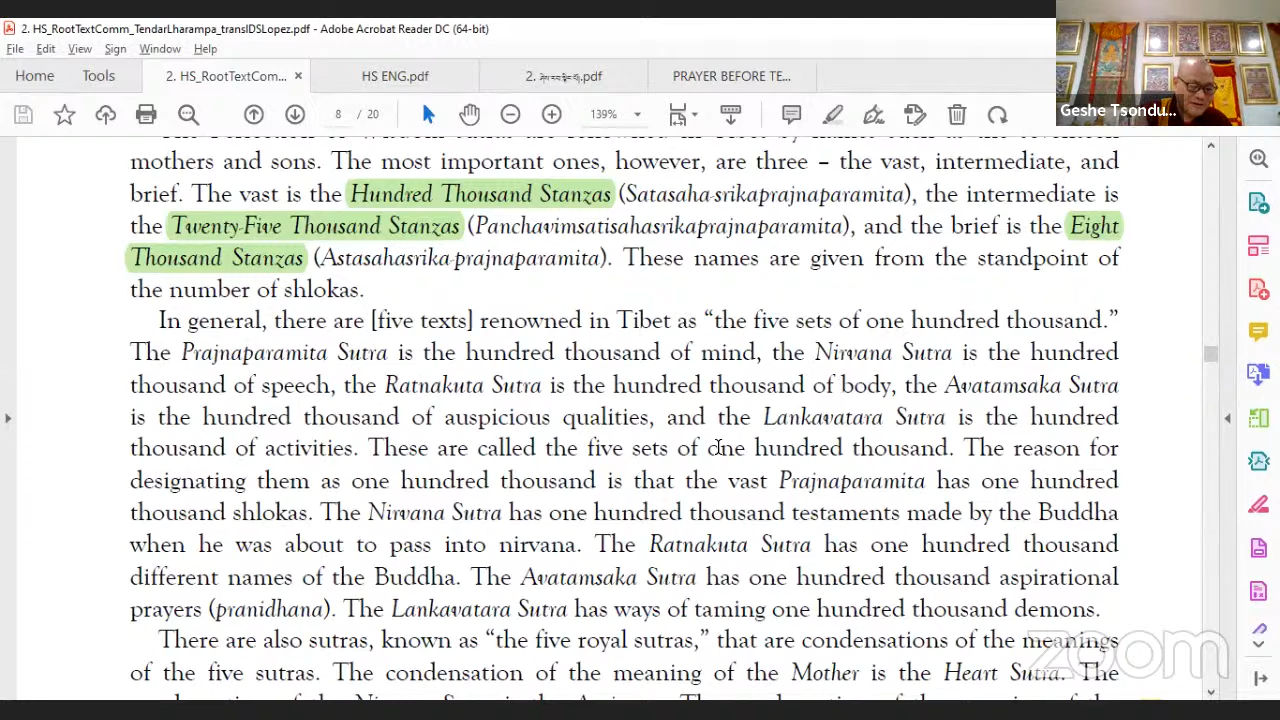 2. HS_RootTextComm_TendarLharampa_transIDSLopez.pdf - Adobe Acrobat Reader DC (64-bit)
File Edit View Sign Window Help
Home Tools 2. HS_RootTextCom... × HS ENG.pdf PRAYER BEFORE TE...
8 / 20 139%
Geshe Tsondu...
mothers and sons. The most important ones, however, are three – the vast, intermediate, and
brief. The vast is the Hundred Thousand Stanzas (Satasaha-srikaprajnaparamita), the intermediate is
the Twenty-Five Thousand Stanzas (Panchavimsatisahasrikaprajnaparamita), and the brief is the Eight
Thousand Stanzas (Astasahasrika-prajnaparamita). These names are given from the standpoint of
the number of shlokas.
In general, there are [five texts] renowned in Tibet as “the five sets of one hundred thousand.”
The Prajnaparamita Sutra is the hundred thousand of mind, the Nirvana Sutra is the hundred
thousand of speech, the Ratnakuta Sutra is the hundred thousand of body, the Avatamsaka Sutra
is the hundred thousand of auspicious qualities, and the Lankavatara Sutra is the hundred
thousand of activities. These are called the five sets of one hundred thousand. The reason for
designating them as one hundred thousand is that the vast Prajnaparamita has one hundred
thousand shlokas. The Nirvana Sutra has one hundred thousand testaments made by the Buddha
when he was about to pass into nirvana. The Ratnakuta Sutra has one hundred thousand
different names of the Buddha. The Avatamsaka Sutra has one hundred thousand aspirational
prayers (pranidhana). The Lankavatara Sutra has ways of taming one hundred thousand demons.
There are also sutras, known as “the five royal sutras,” that are condensations of the meanings
of the five sutras. The condensation of the meaning of the Mother is the Heart Sutra. The
zoom